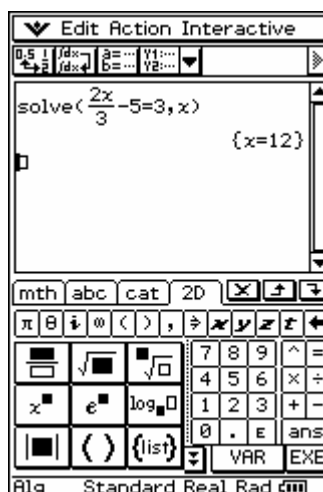 Edit Action Interactive
solve(2x/3-5=3,x)
{x=12}
mth abc cat 2D
π θ i ∞ ( ) , ⇒ x y z t ←
7 8 9 ^ =
4 5 6 × ÷
x■ e■ log■□ 1 2 3 + -
|■| ( ) {list} 0 . E ans
VAR EXE
Alg Standard Real Rad